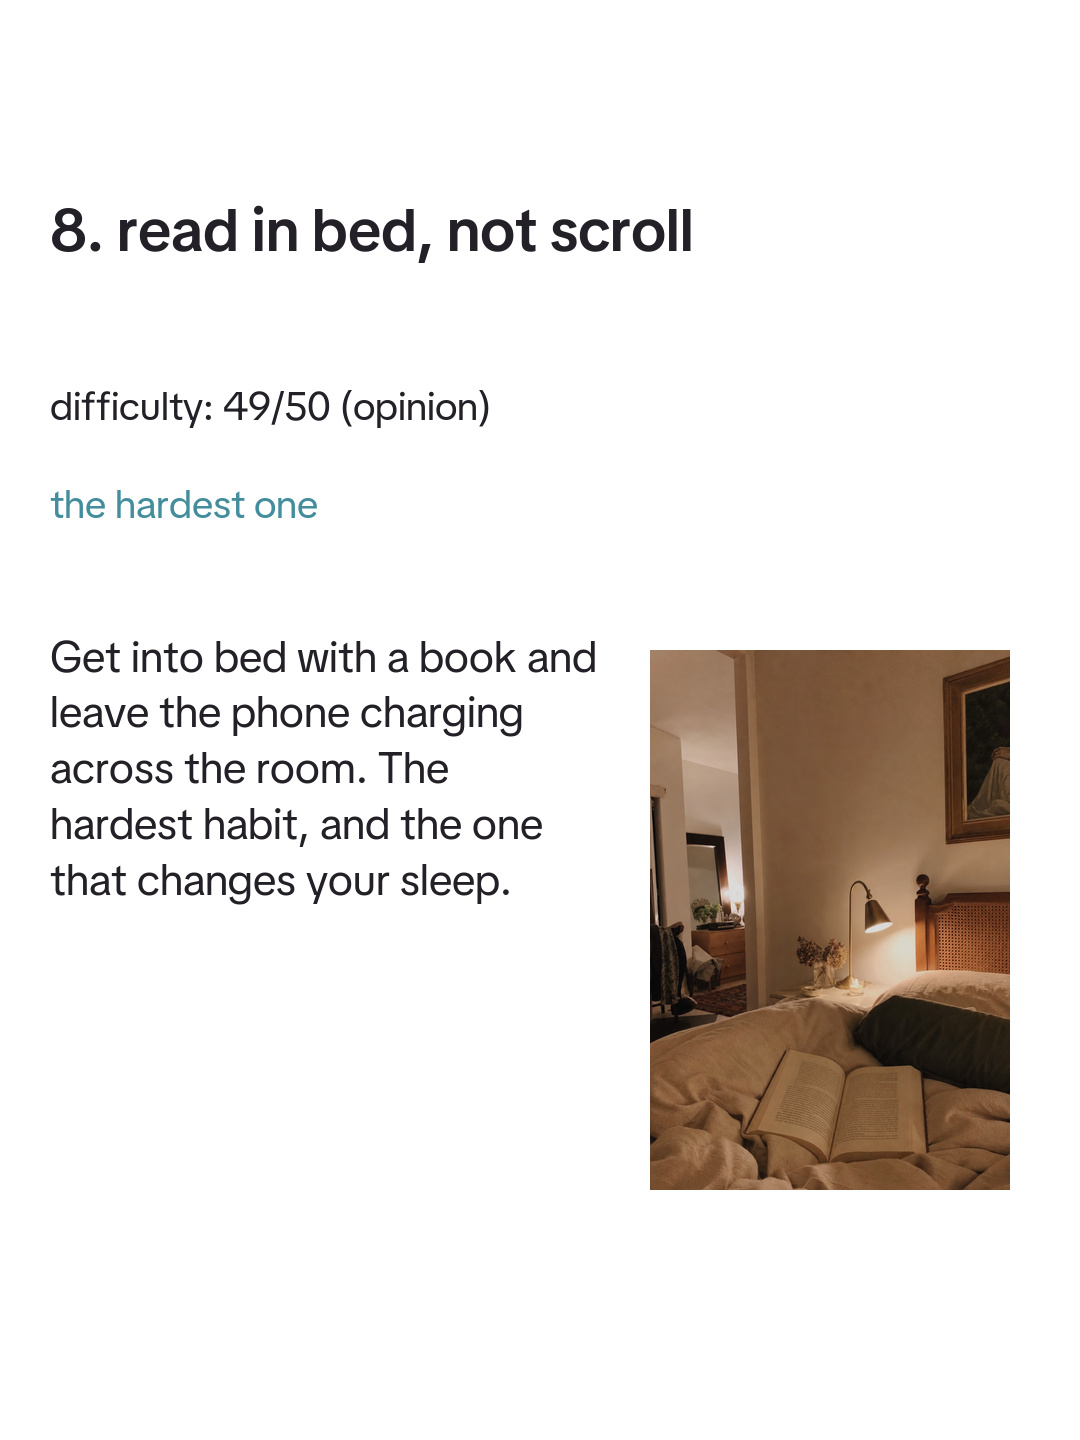 8. read in bed, not scroll
difficulty: 49/50 (opinion)
the hardest one
Get into bed with a book and
leave the phone charging
across the room. The
hardest habit, and the one
that changes your sleep.